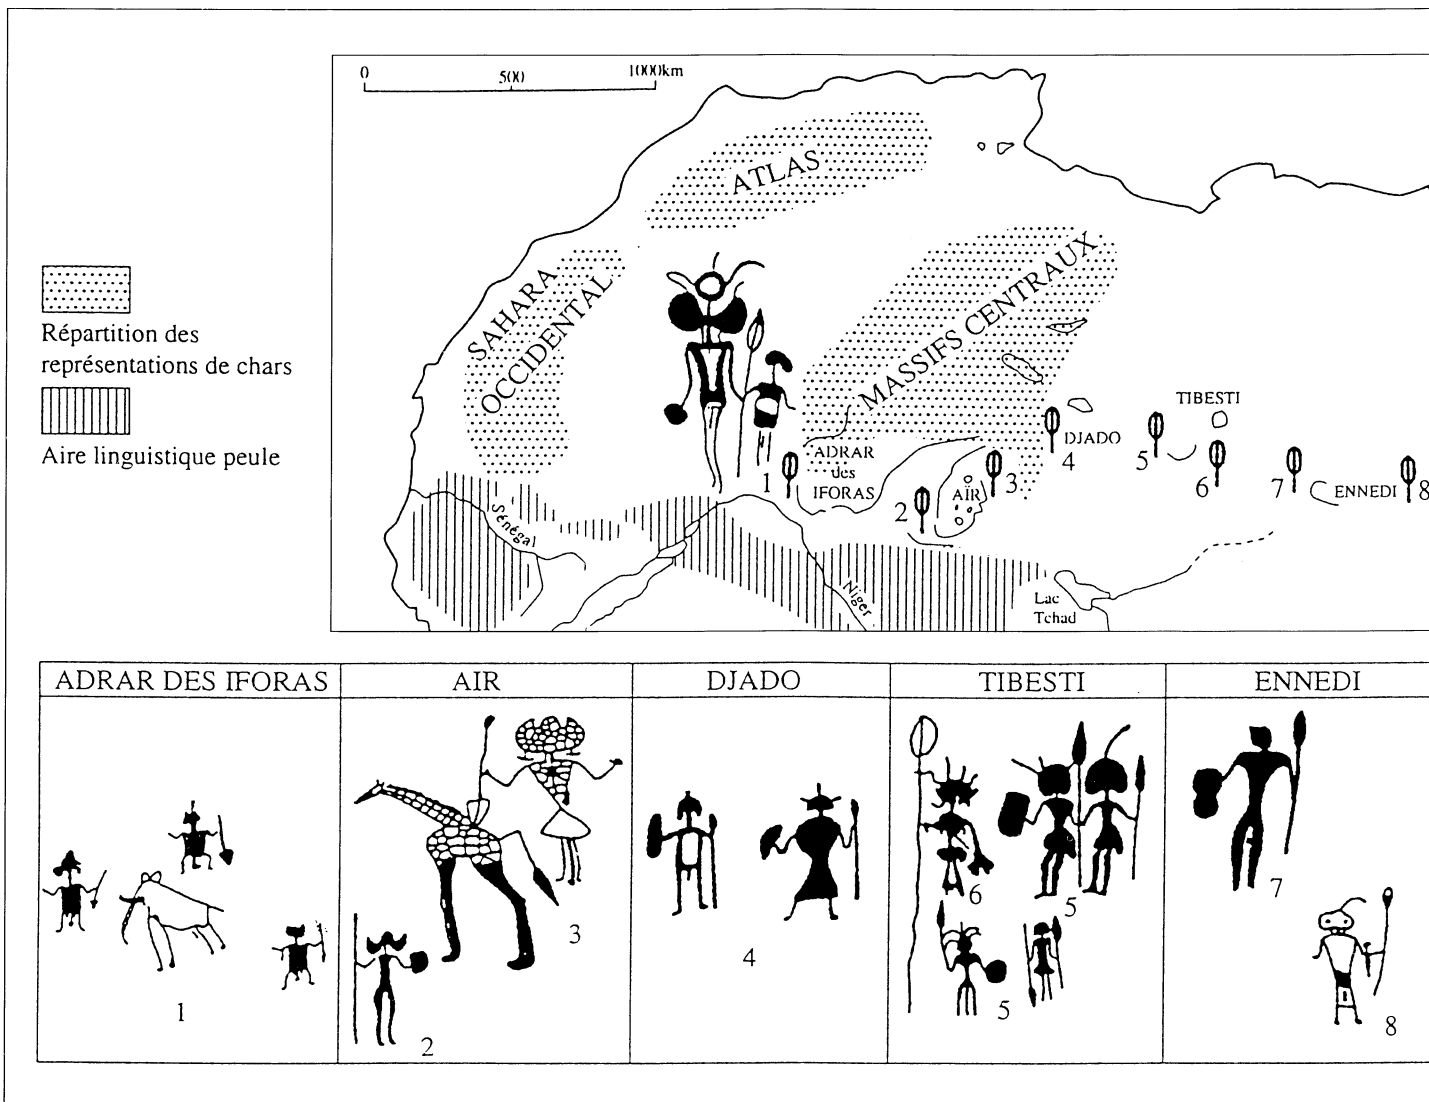 0 500 1000km
ATLAS
SAHARA
OCCIDENTAL
MASSIFS CENTRAUX
Répartition des
représentations de chars
Aire linguistique peule
TIBESTI
DJADO
ADRAR
des
IFORAS
AÏR
ENNEDI
1
2
3
4
5
6
7
8
Sénégal
Niger
Lac
Tchad
ADRAR DES IFORAS AIR DJADO TIBESTI ENNEDI
1
2
3
4
6
5
5
7
8